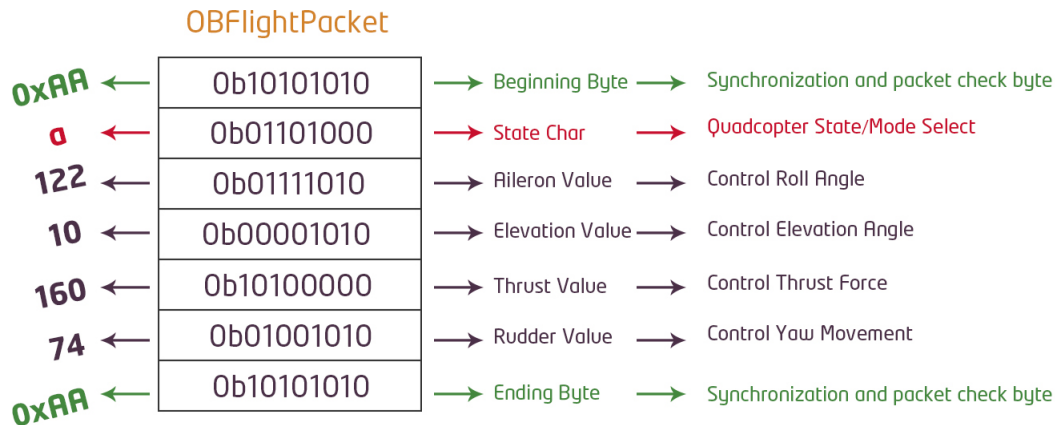 OBFlightPacket
0xAA 0b10101010 Beginning Byte Synchronization and packet check byte
a 0b01101000 State Char Quadcopter State/Mode Select
122 0b01111010 Aileron Value Control Roll Angle
10 0b00001010 Elevation Value Control Elevation Angle
160 0b10100000 Thrust Value Control Thrust Force
74 0b01001010 Rudder Value Control Yaw Movement
0xAA 0b10101010 Ending Byte Synchronization and packet check byte